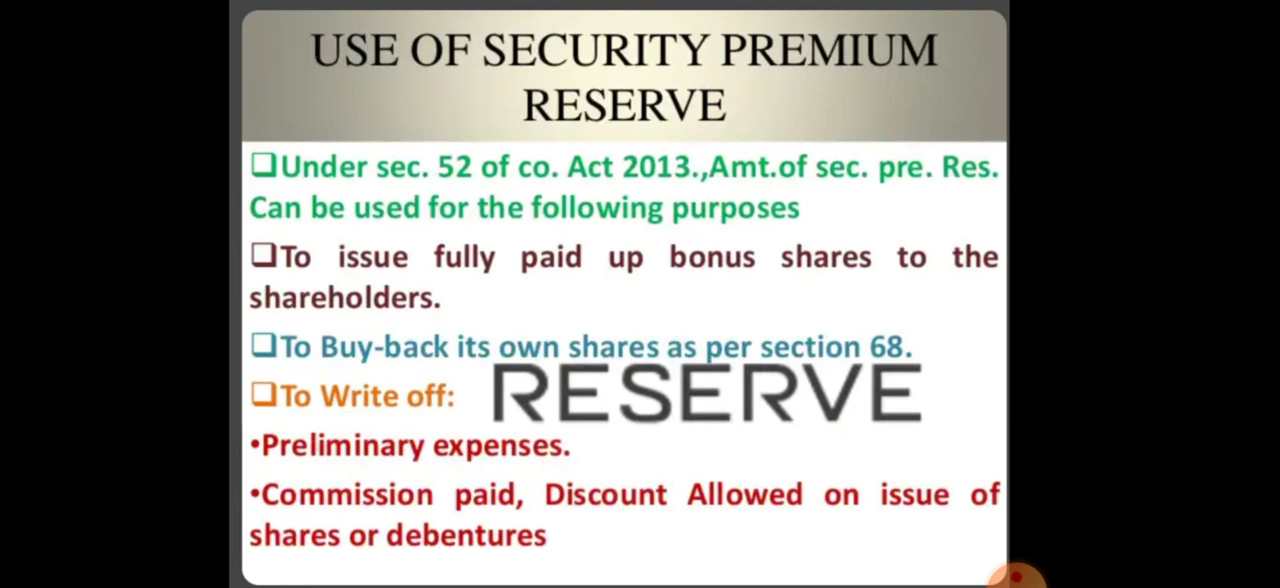 USE OF SECURITY PREMIUM
RESERVE
❑Under sec. 52 of co. Act 2013.,Amt.of sec. pre. Res.
Can be used for the following purposes
❑To issue fully paid up bonus shares to the
shareholders.
❑To Buy-back its own shares as per section 68.
❑To Write off:
RESERVE
•Preliminary expenses.
•Commission paid, Discount Allowed on issue of
shares or debentures